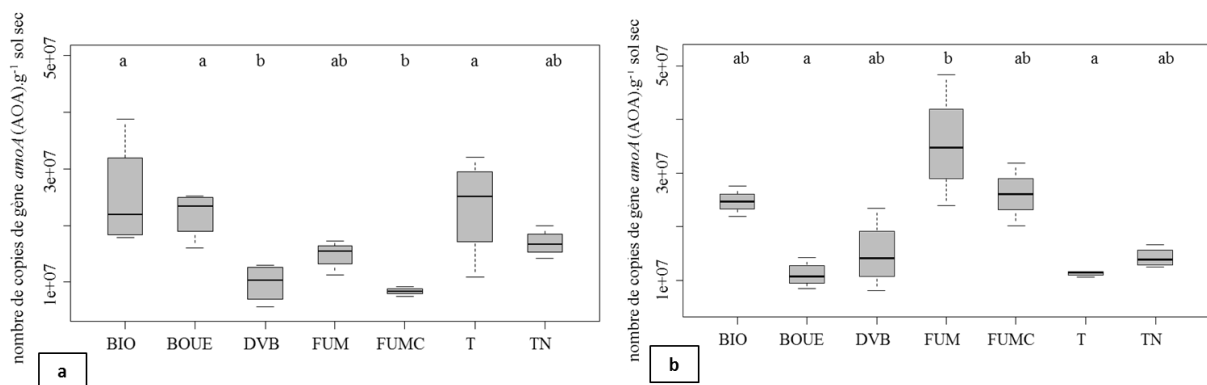 nombre de copies de gène amoA (AOA).g⁻¹ sol sec
5e+07
3e+07
1e+07
a a b ab b a ab
BIO BOUE DVB FUM FUMC T TN
a
nombre de copies de gène amoA (AOA).g⁻¹ sol sec
5e+07
3e+07
1e+07
ab a ab b ab a ab
BIO BOUE DVB FUM FUMC T TN
b